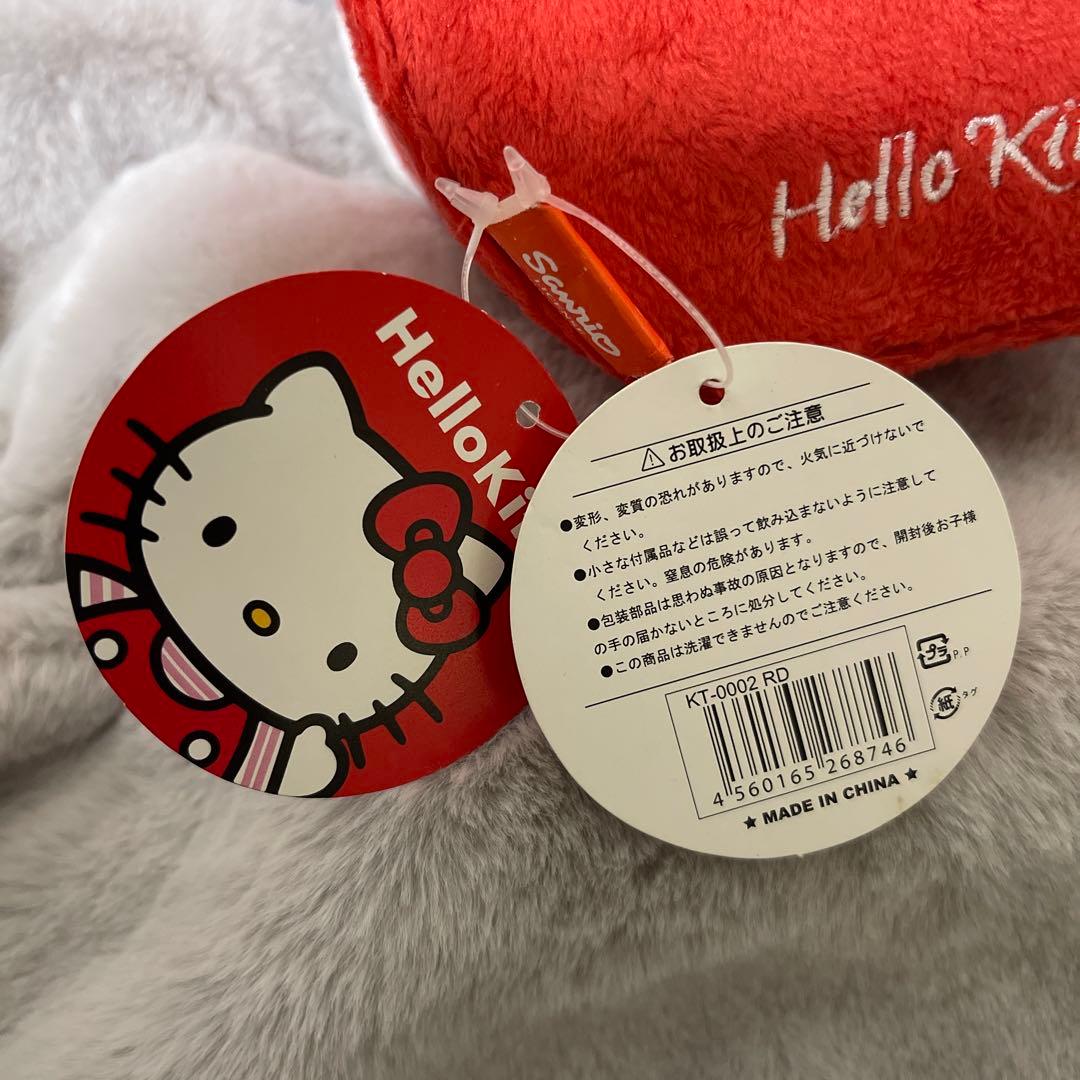 Hello Ki
Sanrio
HelloKi
お取扱上のご注意
●変形、変質の恐れがありますので、火気に近づけないで
ください。
●小さな付属品などは誤って飲み込まないように注意して
ください。窒息の危険があります。
●包装部品は思わぬ事故の原因となりますので、開封後お子様
の手の届かないところに処分してください。
●この商品は洗濯できませんのでご注意ください。
プラ P.P
紙 タグ
KT-0002 RD
4 560165 268746
★ MADE IN CHINA ★